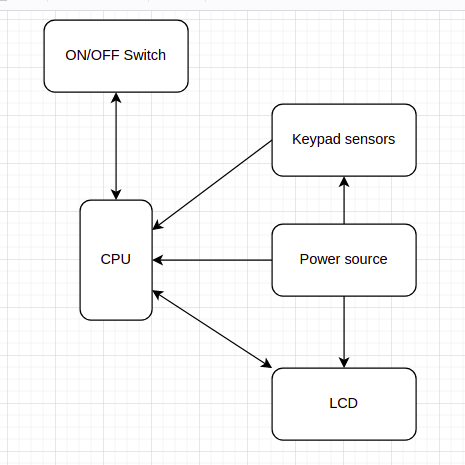 ON/OFF Switch
Keypad sensors
CPU
Power source
LCD